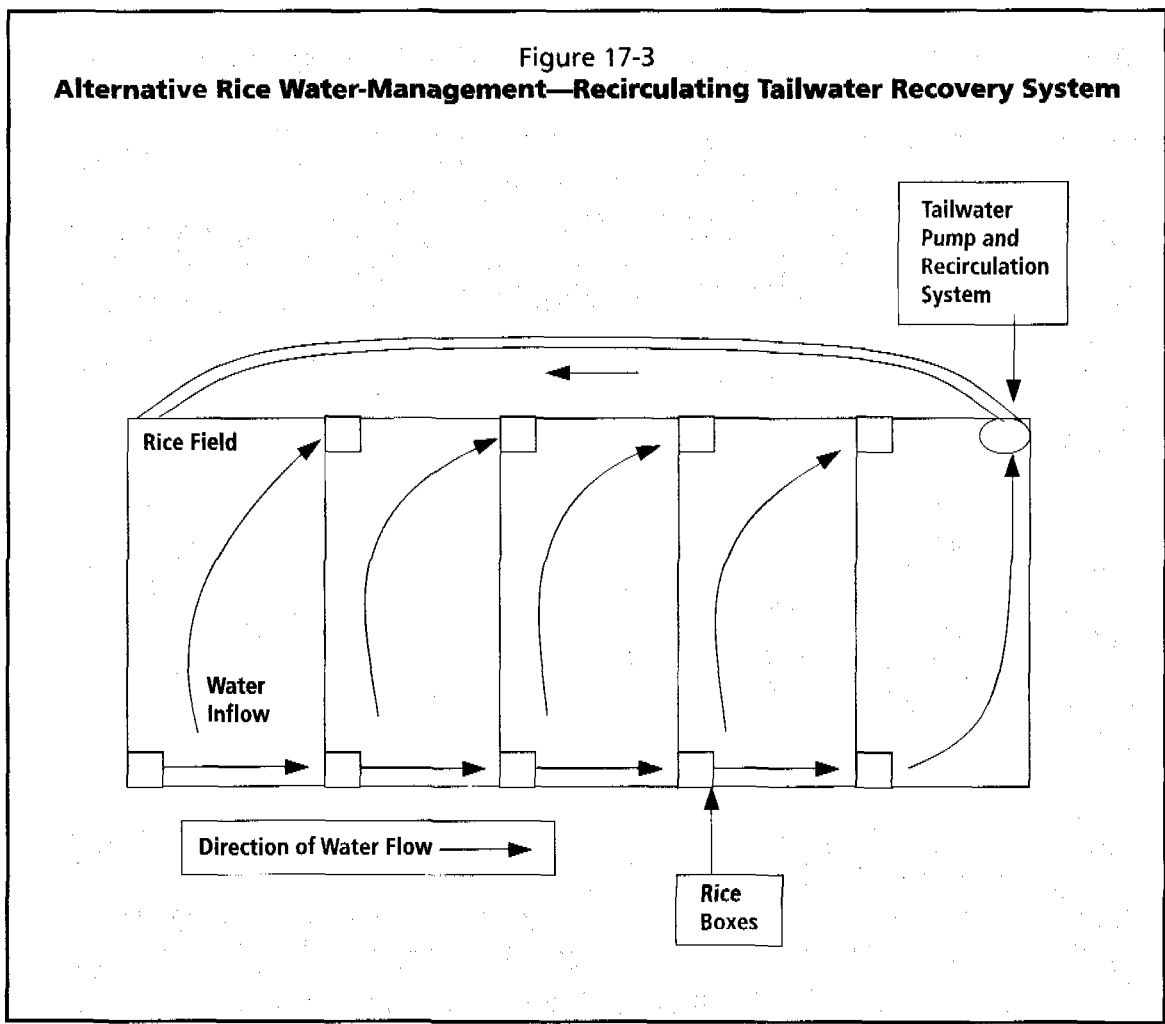 Figure 17-3
Alternative Rice Water-Management—Recirculating Tailwater Recovery System
Tailwater
Pump and
Recirculation
System
Rice Field
Water
Inflow
Direction of Water Flow
Rice
Boxes